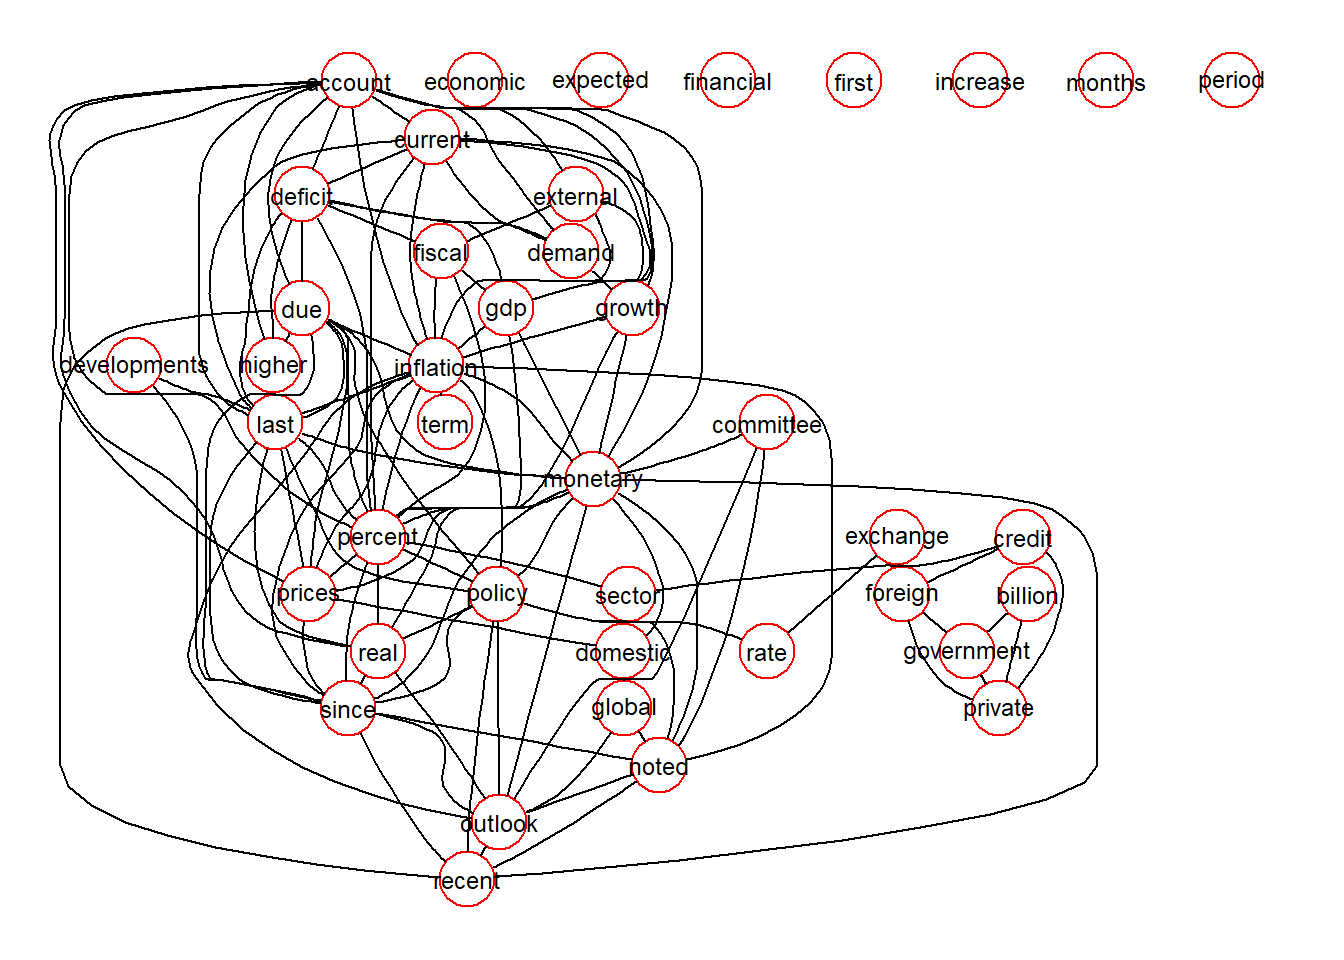 account
economic
expected
financial
first
increase
months
period
current
deficit
external
fiscal
demand
due
gdp
growth
developments
higher
inflation
last
term
committee
monetary
percent
exchange
credit
prices
policy
sector
foreign
billion
real
domestic
rate
government
since
global
private
noted
outlook
recent